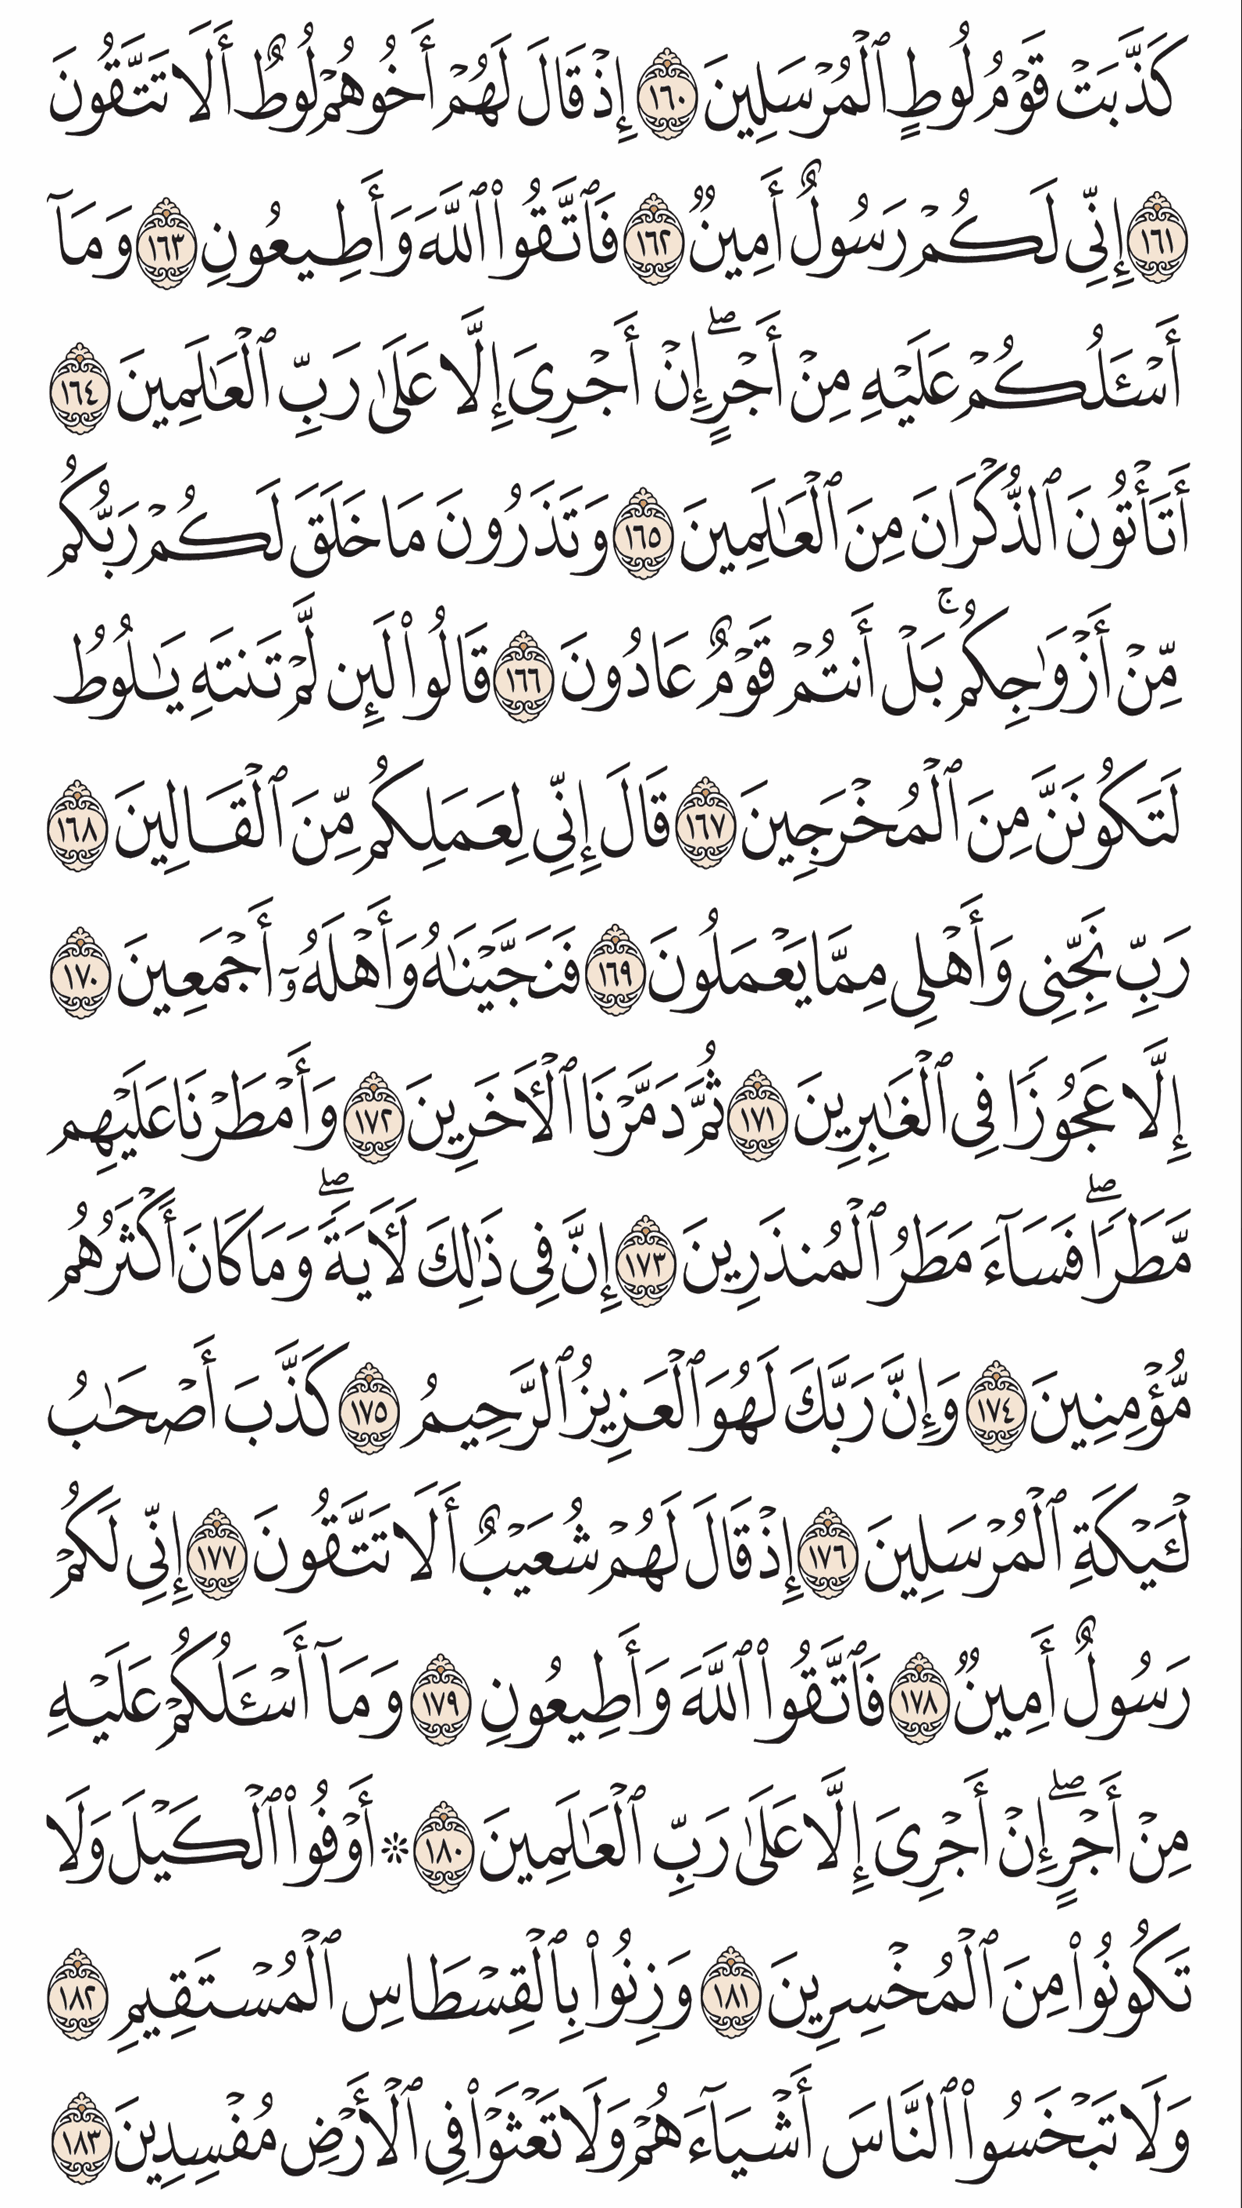 كَذَّبَتْ قَوْمُ لُوطٍ ٱلْمُرْسَلِينَ ١٦٠ إِذْ قَالَ لَهُمْ أَخُوهُمْ لُوطٌ أَلَا تَتَّقُونَ
١٦١ إِنِّى لَكُمْ رَسُولٌ أَمِينٌ ١٦٢ فَٱتَّقُوا۟ ٱللَّهَ وَأَطِيعُونِ ١٦٣ وَمَآ
أَسْـَٔلُكُمْ عَلَيْهِ مِنْ أَجْرٍ ۖ إِنْ أَجْرِىَ إِلَّا عَلَىٰ رَبِّ ٱلْعَـٰلَمِينَ ١٦٤
أَتَأْتُونَ ٱلذُّكْرَانَ مِنَ ٱلْعَـٰلَمِينَ ١٦٥ وَتَذَرُونَ مَا خَلَقَ لَكُمْ رَبُّكُم
مِّنْ أَزْوَٰجِكُم ۚ بَلْ أَنتُمْ قَوْمٌ عَادُونَ ١٦٦ قَالُوا۟ لَئِن لَّمْ تَنتَهِ يَـٰلُوطُ
لَتَكُونَنَّ مِنَ ٱلْمُخْرَجِينَ ١٦٧ قَالَ إِنِّى لِعَمَلِكُم مِّنَ ٱلْقَالِينَ ١٦٨
رَبِّ نَجِّنِى وَأَهْلِى مِمَّا يَعْمَلُونَ ١٦٩ فَنَجَّيْنَـٰهُ وَأَهْلَهُۥٓ أَجْمَعِينَ ١٧٠
إِلَّا عَجُوزًا فِى ٱلْغَـٰبِرِينَ ١٧١ ثُمَّ دَمَّرْنَا ٱلْـَٔاخَرِينَ ١٧٢ وَأَمْطَرْنَا عَلَيْهِم
مَّطَرًا ۖ فَسَآءَ مَطَرُ ٱلْمُنذَرِينَ ١٧٣ إِنَّ فِى ذَٰلِكَ لَـَٔايَةً ۖ وَمَا كَانَ أَكْثَرُهُم
مُّؤْمِنِينَ ١٧٤ وَإِنَّ رَبَّكَ لَهُوَ ٱلْعَزِيزُ ٱلرَّحِيمُ ١٧٥ كَذَّبَ أَصْحَـٰبُ
لْـَٔيْكَةِ ٱلْمُرْسَلِينَ ١٧٦ إِذْ قَالَ لَهُمْ شُعَيْبٌ أَلَا تَتَّقُونَ ١٧٧ إِنِّى لَكُمْ
رَسُولٌ أَمِينٌ ١٧٨ فَٱتَّقُوا۟ ٱللَّهَ وَأَطِيعُونِ ١٧٩ وَمَآ أَسْـَٔلُكُمْ عَلَيْهِ
مِنْ أَجْرٍ ۖ إِنْ أَجْرِىَ إِلَّا عَلَىٰ رَبِّ ٱلْعَـٰلَمِينَ ١٨٠ ۞ أَوْفُوا۟ ٱلْكَيْلَ وَلَا
تَكُونُوا۟ مِنَ ٱلْمُخْسِرِينَ ١٨١ وَزِنُوا۟ بِٱلْقِسْطَاسِ ٱلْمُسْتَقِيمِ ١٨٢
وَلَا تَبْخَسُوا۟ ٱلنَّاسَ أَشْيَآءَهُمْ وَلَا تَعْثَوْا۟ فِى ٱلْأَرْضِ مُفْسِدِينَ ١٨٣